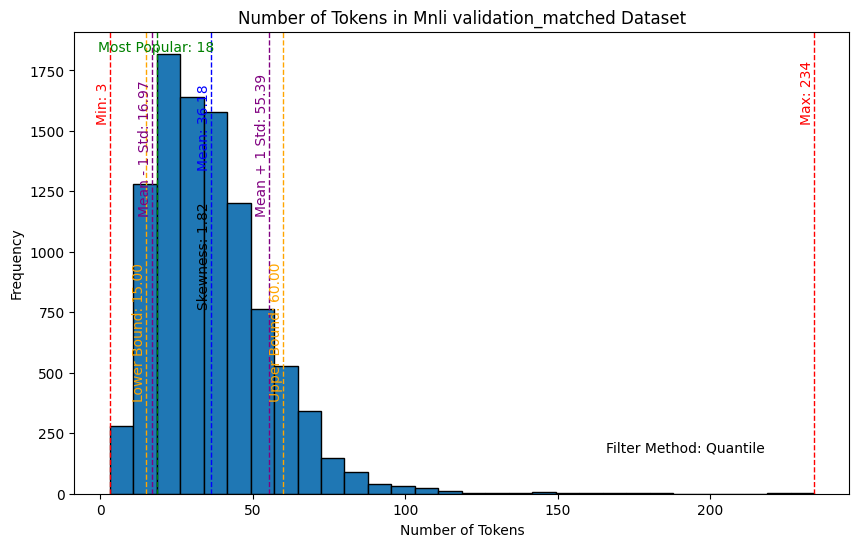 Number of Tokens in Mnli validation_matched Dataset
Most Popular: 18
Min: 3
Mean - 1 Std: 16.97
Mean: 36.18
Mean + 1 Std: 55.39
Max: 234
Skewness: 1.82
Lower Bound: 15.00
Upper Bound: 60.00
Filter Method: Quantile
Frequency
1750
1500
1250
1000
750
500
250
0
0 50 100 150 200
Number of Tokens